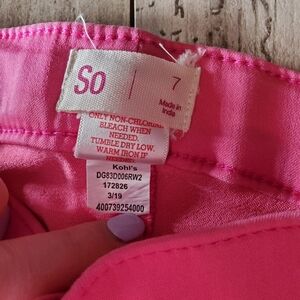 So 7
Made in
India
ONLY NON-CHLORINE
BLEACH WHEN
NEEDED.
TUMBLE DRY LOW.
WARM IRON IF
NEEDED.
Kohl's
DG83D006RW2
172826
3/19
400739254000